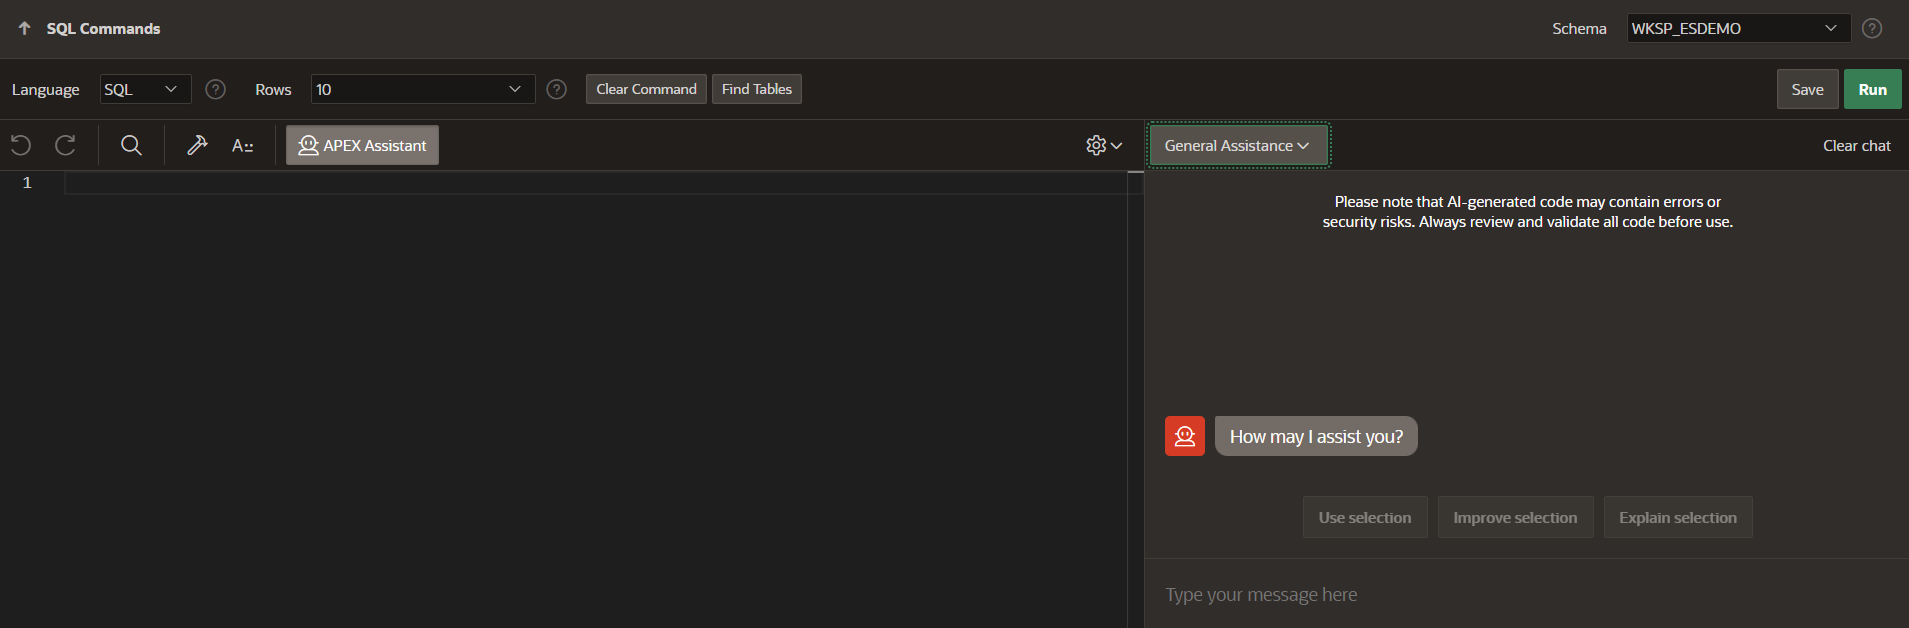 SQL Commands
Schema WKSP_ESDEMO
Language SQL Rows 10 Clear Command Find Tables Save Run
A:: APEX Assistant General Assistance Clear chat
1
Please note that AI-generated code may contain errors or
security risks. Always review and validate all code before use.
How may I assist you?
Use selection Improve selection Explain selection
Type your message here